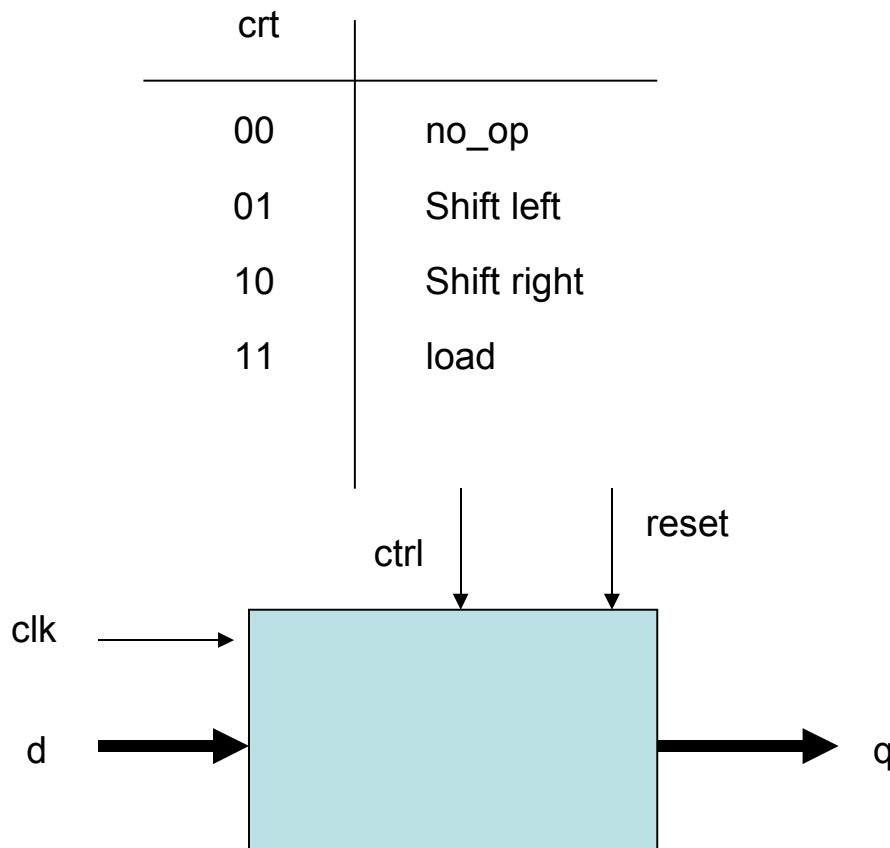 crt
00 no_op
01 Shift left
10 Shift right
11 load
reset
ctrl
clk
d
q